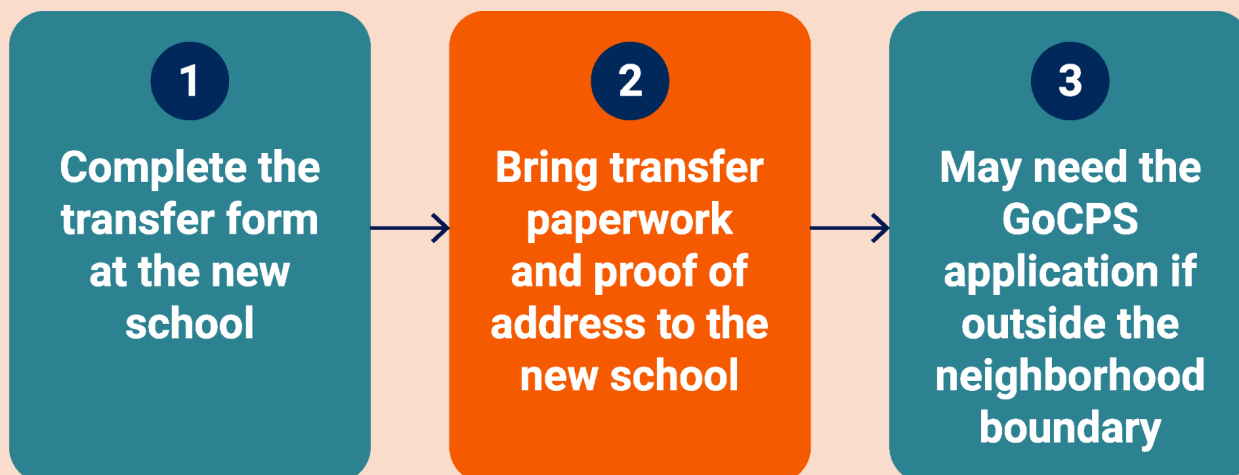 1
Complete the
transfer form
at the new
school
2
Bring transfer
paperwork
and proof of
address to the
new school
3
May need the
GoCPS
application if
outside the
neighborhood
boundary